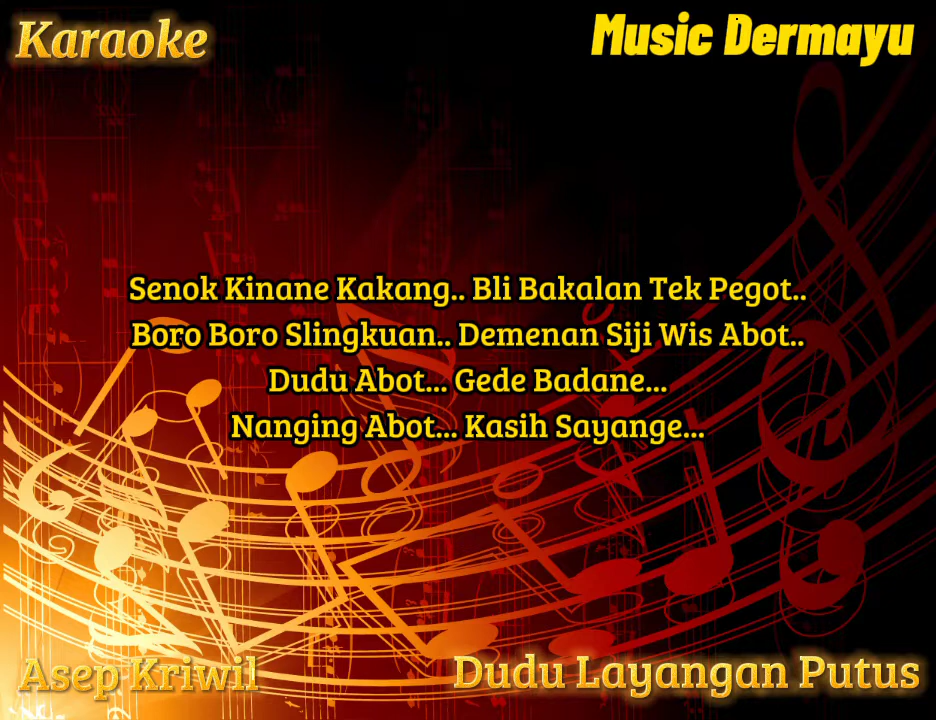 Karaoke
Music Dermayu
Senok Kinane Kakang.. Bli Bakalan Tek Pegot..
Boro Boro Slingkuan.. Demenan Siji Wis Abot..
Dudu Abot... Gede Badane...
Nanging Abot... Kasih Sayange...
Asep Kriwil
Dudu Layangan Putus